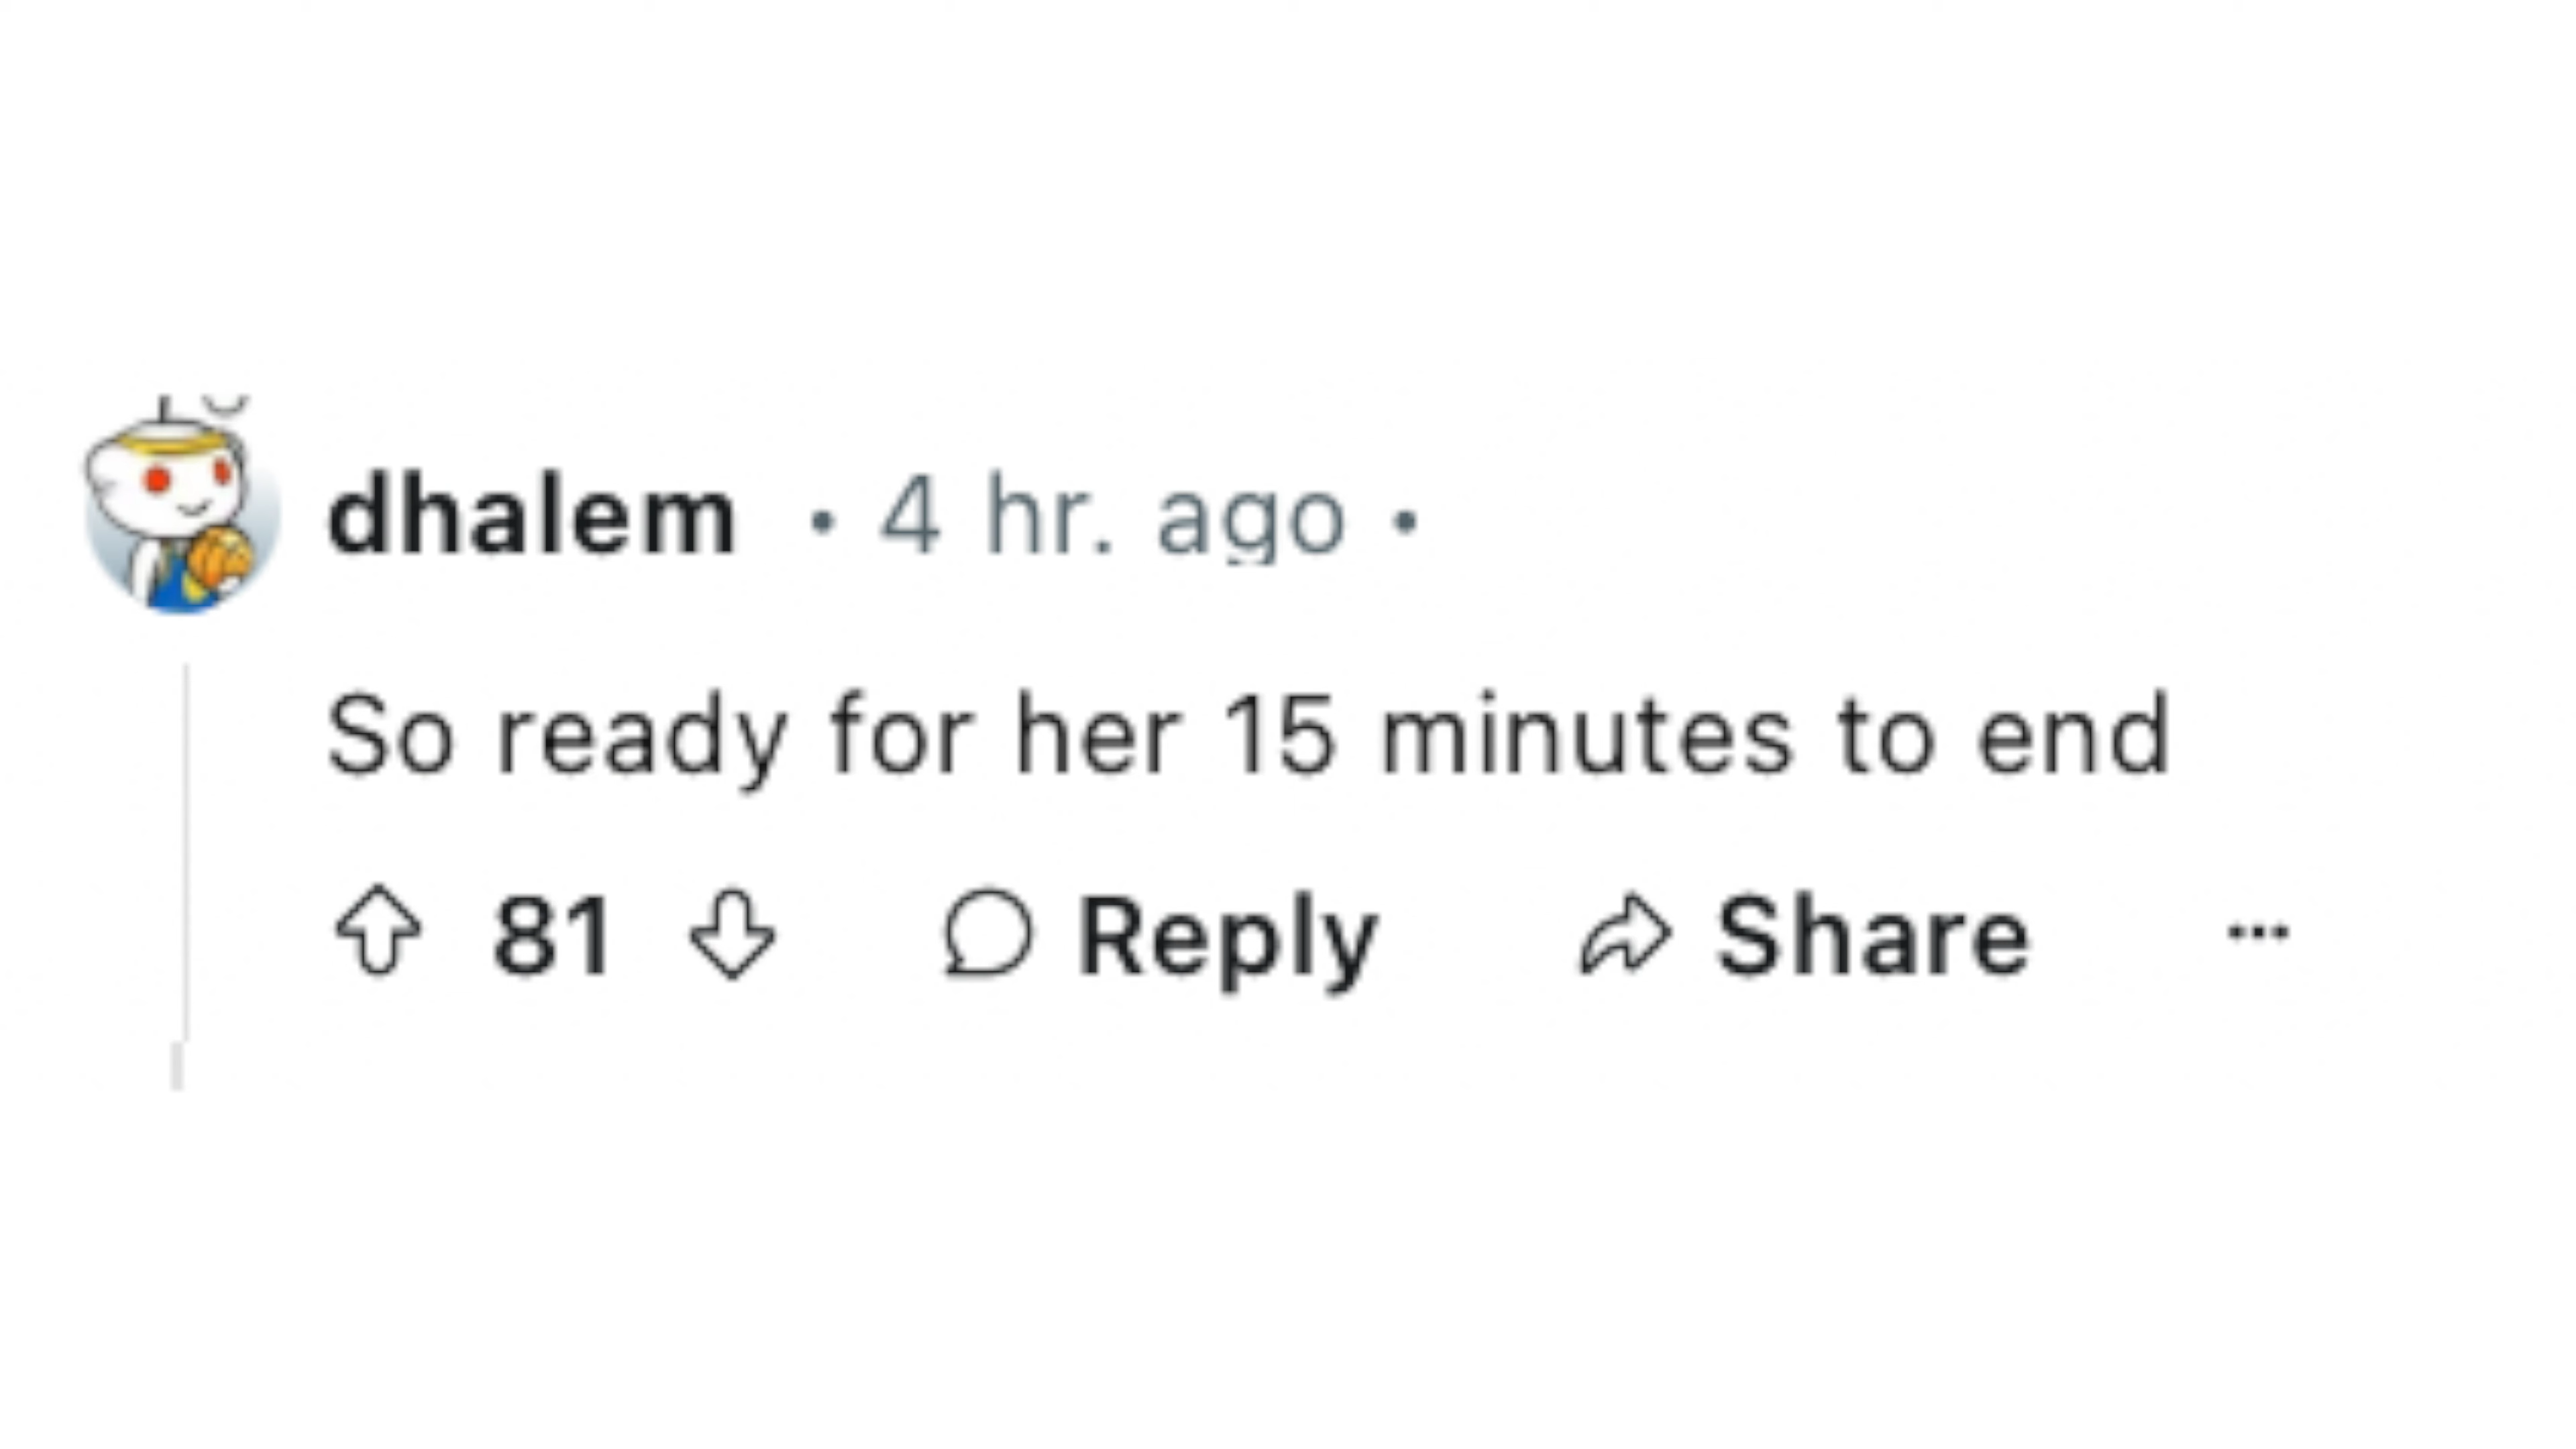 dhalem • 4 hr. ago •
So ready for her 15 minutes to end
81 Reply Share ...